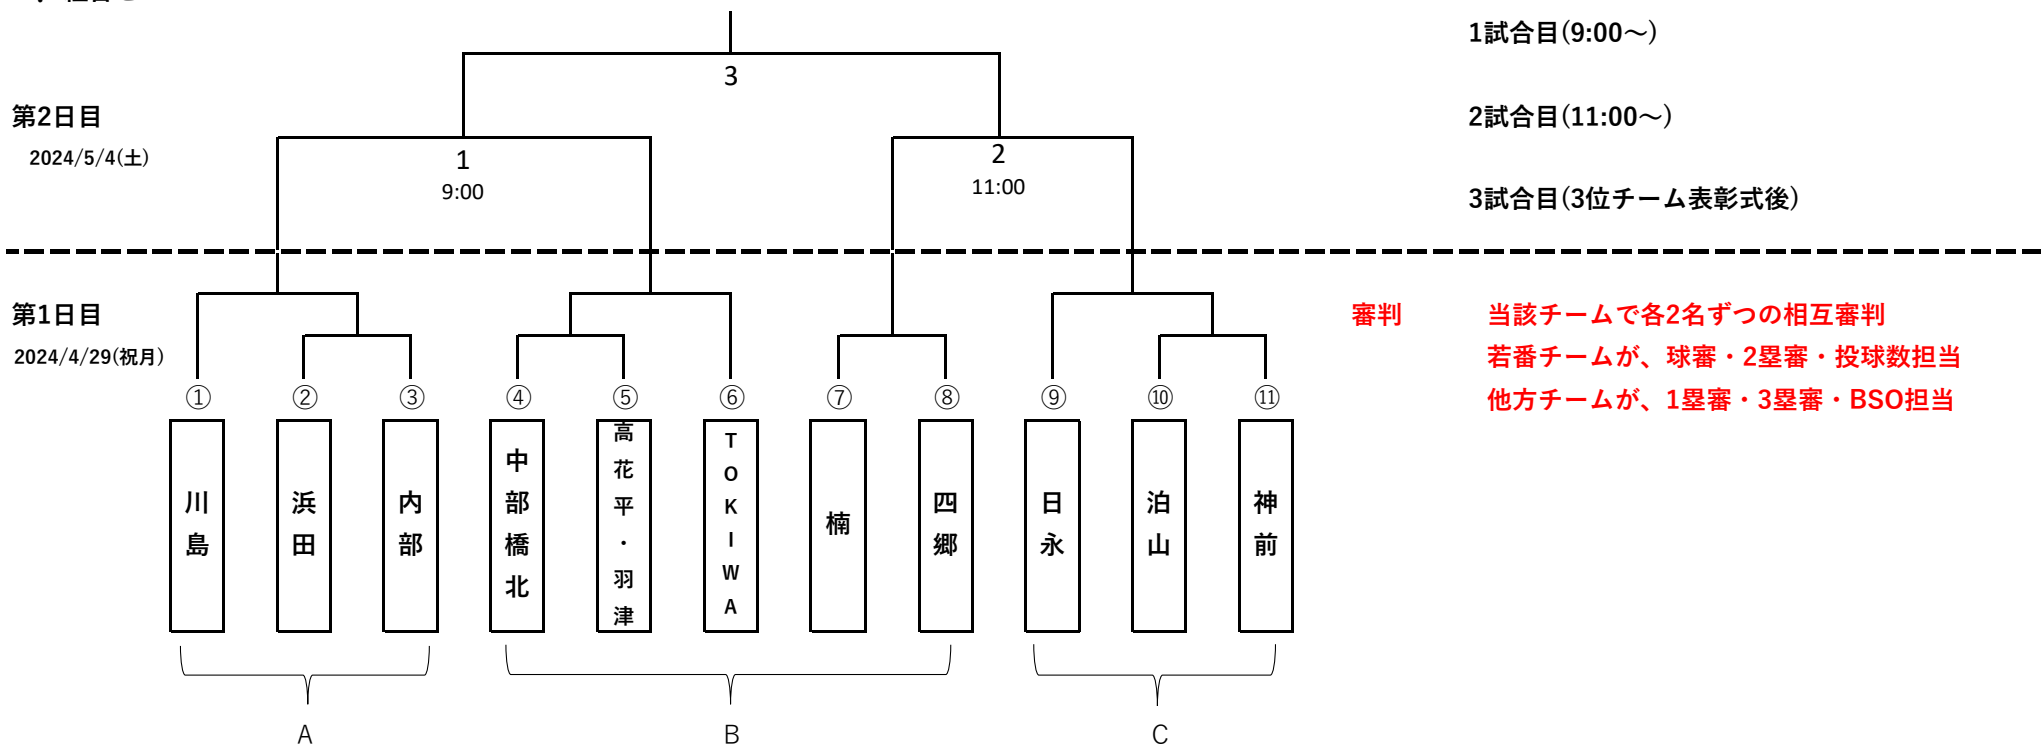 1試合目(9:00～)
3
第2日目
2試合目(11:00～)
2024/5/4(土)
1
9:00
2
11:00
3試合目(3位チーム表彰式後)
第1日目
2024/4/29(祝月)
審判
当該チームで各2名ずつの相互審判
若番チームが、球審・2塁審・投球数担当
他方チームが、1塁審・3塁審・BSO担当
① ② ③ ④ ⑤ ⑥ ⑦ ⑧ ⑨ ⑩ ⑪
川島
浜田
内部
中部橋北
高花平・羽津
TOKIWA
楠
四郷
日永
泊山
神前
A
B
C